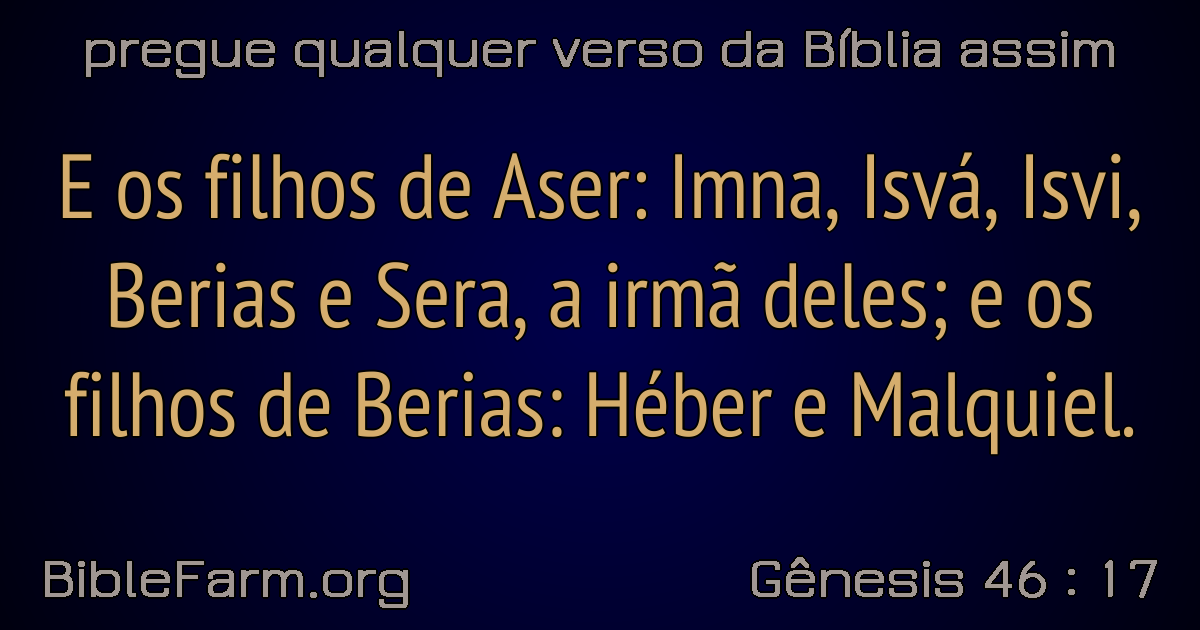 pregue qualquer verso da Bíblia assim
E os filhos de Aser: Imna, Isvá, Isvi,
Berias e Sera, a irmã deles; e os
filhos de Berias: Héber e Malquiel.
BibleFarm.org
Gênesis 46 : 17